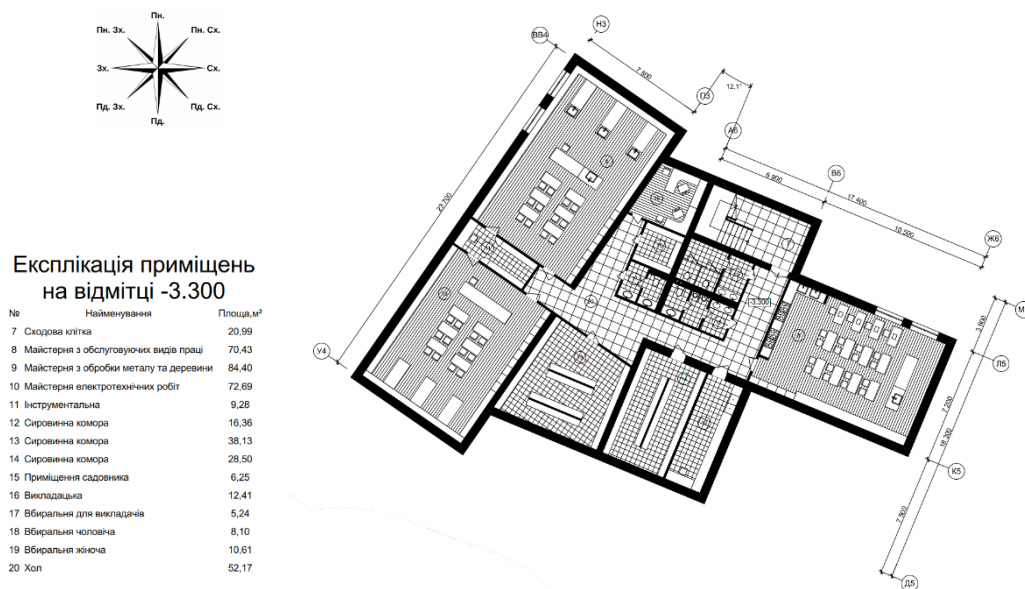 Пн.
Пн. Зх.
Пн. Сх.
Зх.
Сх.
Пд. Зх.
Пд. Сх.
Пд.
Експлікація приміщень
на відмітці -3.300
№ Найменування Площа,м²
7 Сходова клітка 20,99
8 Майстерня з обслуговуючих видів праці 70,43
9 Майстерня з обробки металу та деревини 84,40
10 Майстерня електротехнічних робіт 72,69
11 Інструментальна 9,28
12 Сировинна комора 16,36
13 Сировинна комора 38,13
14 Сировинна комора 28,50
15 Приміщення садовника 6,25
16 Викладацька 12,41
17 Вбиральня для викладачів 5,24
18 Вбиральня чоловіча 8,10
19 Вбиральня жіноча 10,61
20 Хол 52,17
Н3
ВВ4
7.800
П3
12,1°
А6
6.900
В6
17.400
10.500
Ж6
23.700
У4
-3.300
М
3.600
Л5
7.200
18.300
К5
7.500
Д5